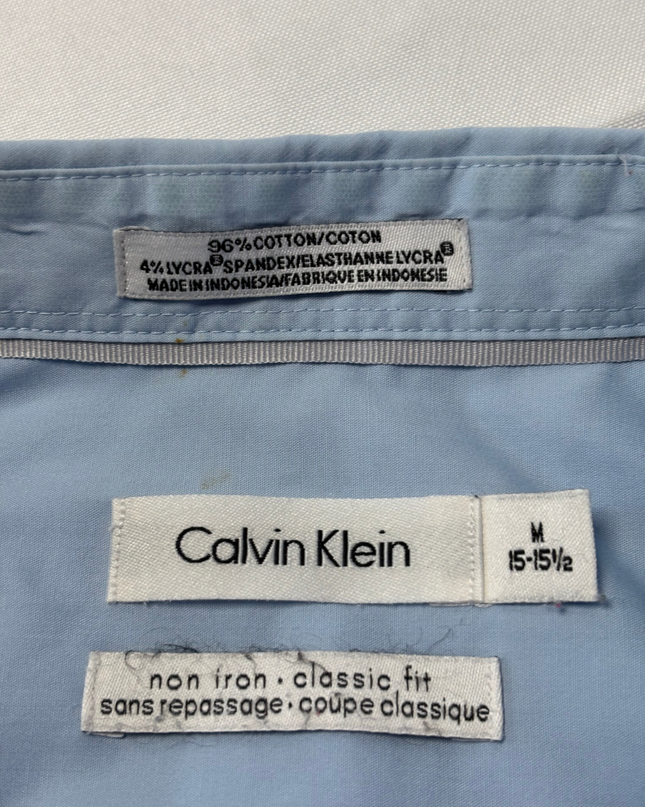 96% COTTON/COTON
4% LYCRA® SPANDEX/ELASTHANNE LYCRA®
MADE IN INDONESIA/FABRIQUE EN INDONESIE
Calvin Klein
M
15-15½
non iron · classic fit
sans repassage · coupe classique